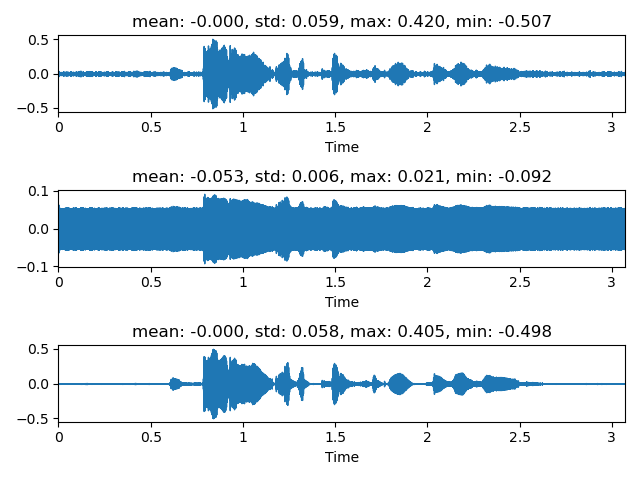 mean: -0.000, std: 0.059, max: 0.420, min: -0.507
0.5
0.0
−0.5
0 0.5 1 1.5 2 2.5 3
Time
mean: -0.053, std: 0.006, max: 0.021, min: -0.092
0.1
0.0
−0.1
0 0.5 1 1.5 2 2.5 3
Time
mean: -0.000, std: 0.058, max: 0.405, min: -0.498
0.5
0.0
−0.5
0 0.5 1 1.5 2 2.5 3
Time